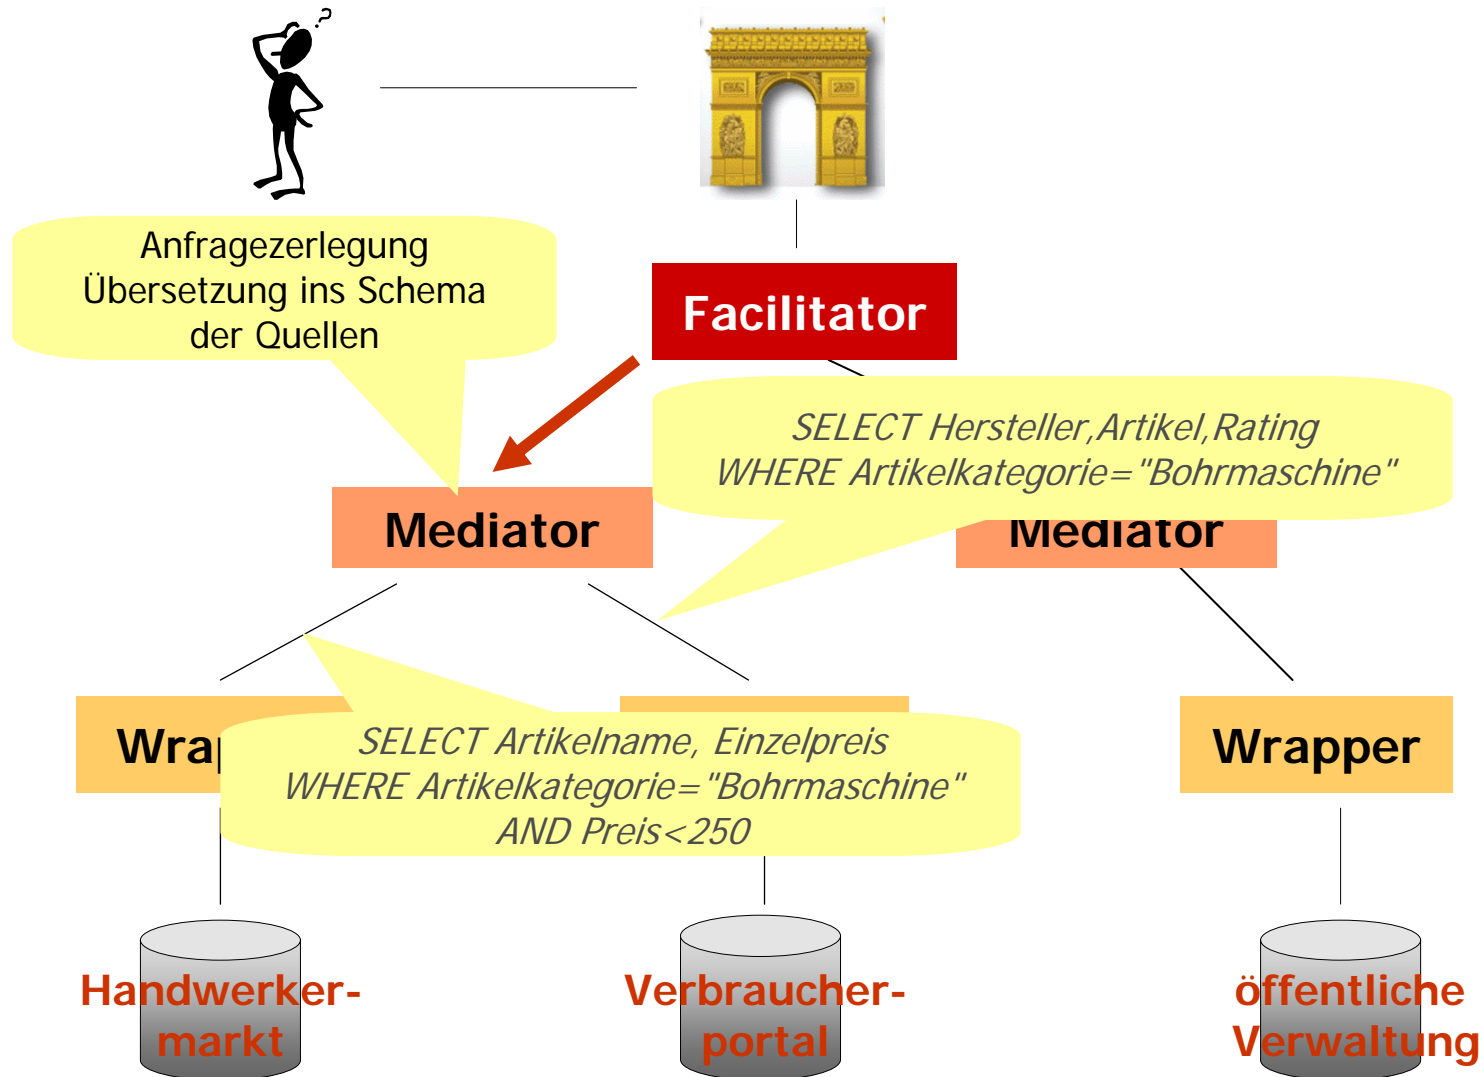 ?
Anfragezerlegung
Übersetzung ins Schema
der Quellen
Facilitator
SELECT Hersteller,Artikel,Rating
WHERE Artikelkategorie="Bohrmaschine"
Mediator
Mediator
Wrap
SELECT Artikelname, Einzelpreis
WHERE Artikelkategorie="Bohrmaschine"
AND Preis<250
Wrapper
Handwerker-
markt
Verbraucher-
portal
öffentliche
Verwaltung